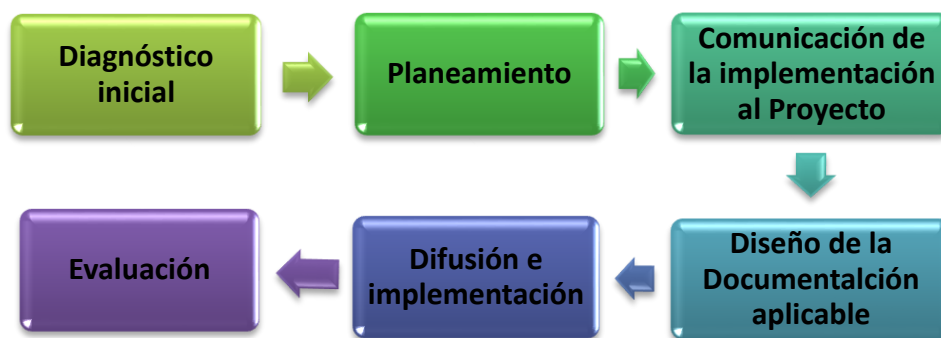 Diagnóstico
inicial
Planeamiento
Comunicación de
la implementación
al Proyecto
Diseño de la
Documentalción
aplicable
Difusión e
implementación
Evaluación